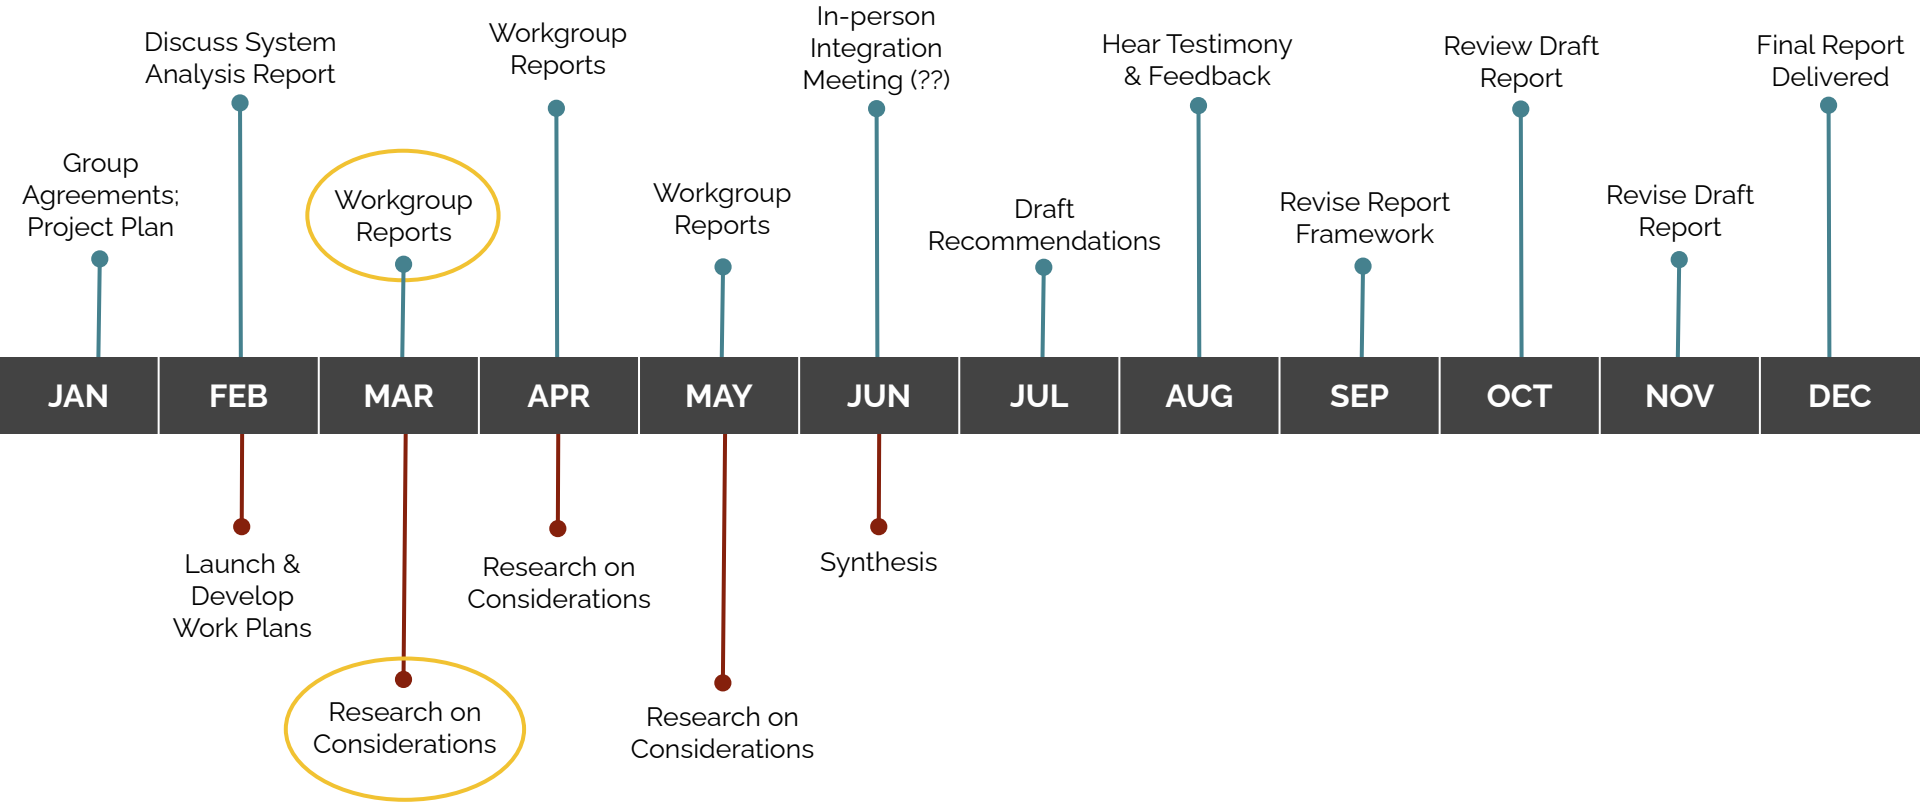 Group
Agreements;
Project Plan
Discuss System
Analysis Report
Workgroup
Reports
Workgroup
Reports
Workgroup
Reports
In-person
Integration
Meeting (??)
Draft
Recommendations
Hear Testimony
& Feedback
Revise Report
Framework
Review Draft
Report
Revise Draft
Report
Final Report
Delivered
JAN
FEB
MAR
APR
MAY
JUN
JUL
AUG
SEP
OCT
NOV
DEC
Launch &
Develop
Work Plans
Research on
Considerations
Research on
Considerations
Research on
Considerations
Synthesis